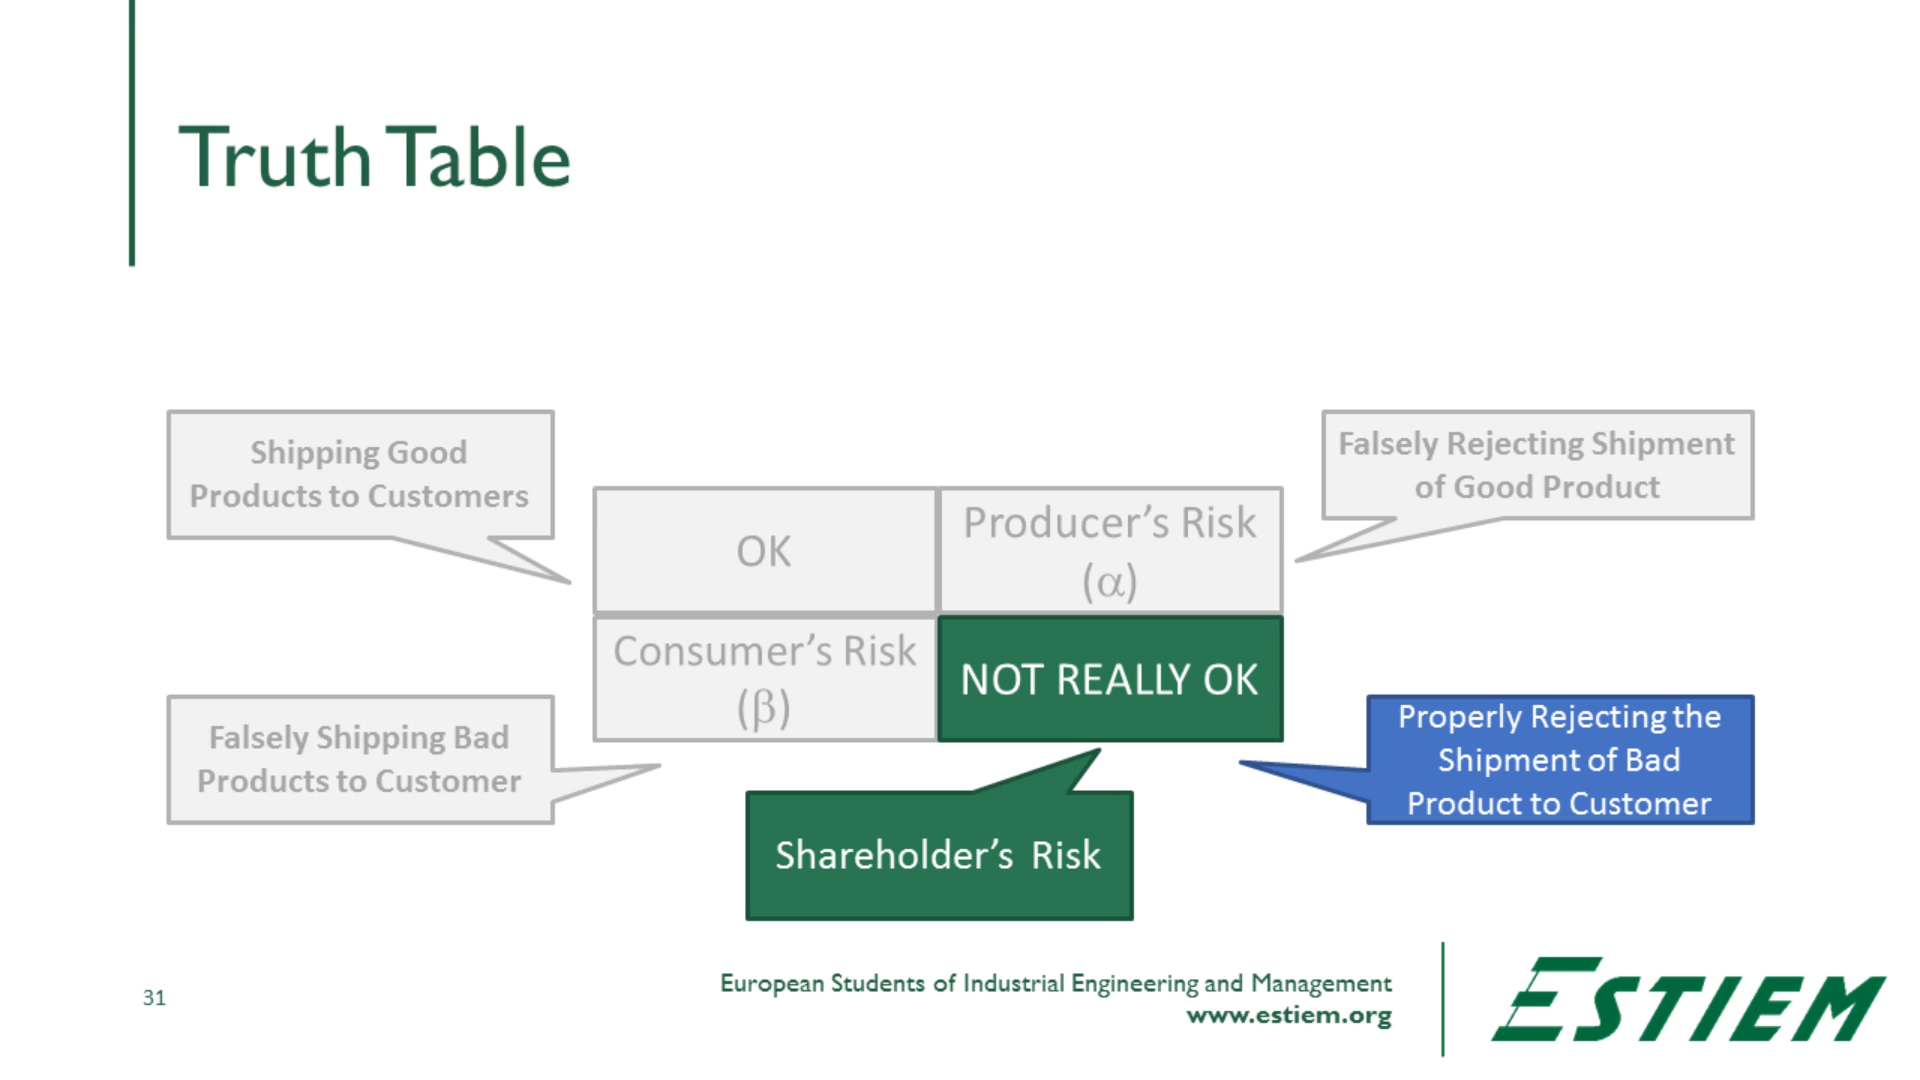 Truth Table
Shipping Good
Products to Customers
Falsely Rejecting Shipment
of Good Product
OK
Producer's Risk
(α)
Consumer's Risk
(β)
NOT REALLY OK
Falsely Shipping Bad
Products to Customer
Properly Rejecting the
Shipment of Bad
Product to Customer
Shareholder's Risk
31
European Students of Industrial Engineering and Management
www.estiem.org
ESTIEM